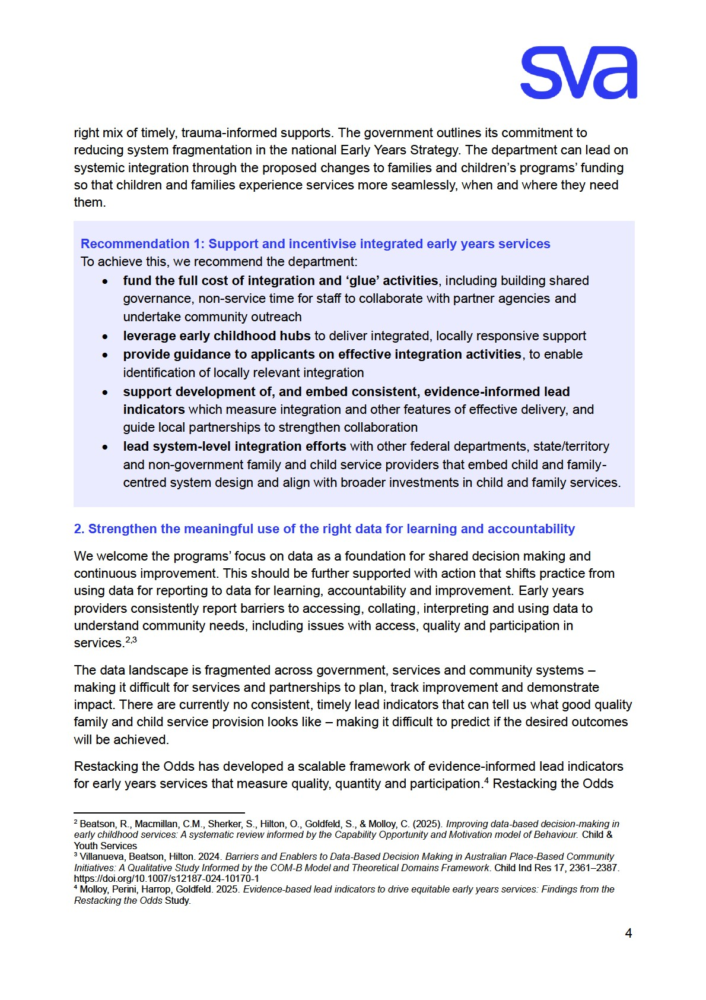 sva
right mix of timely, trauma-informed supports. The government outlines its commitment to
reducing system fragmentation in the national Early Years Strategy. The department can lead on
systemic integration through the proposed changes to families and children’s programs’ funding
so that children and families experience services more seamlessly, when and where they need
them.
Recommendation 1: Support and incentivise integrated early years services
To achieve this, we recommend the department:
• fund the full cost of integration and ‘glue’ activities, including building shared
governance, non-service time for staff to collaborate with partner agencies and
undertake community outreach
• leverage early childhood hubs to deliver integrated, locally responsive support
• provide guidance to applicants on effective integration activities, to enable
identification of locally relevant integration
• support development of, and embed consistent, evidence-informed lead
indicators which measure integration and other features of effective delivery, and
guide local partnerships to strengthen collaboration
• lead system-level integration efforts with other federal departments, state/territory
and non-government family and child service providers that embed child and family-
centred system design and align with broader investments in child and family services.
2. Strengthen the meaningful use of the right data for learning and accountability
We welcome the programs’ focus on data as a foundation for shared decision making and
continuous improvement. This should be further supported with action that shifts practice from
using data for reporting to data for learning, accountability and improvement. Early years
providers consistently report barriers to accessing, collating, interpreting and using data to
understand community needs, including issues with access, quality and participation in
services.2,3
The data landscape is fragmented across government, services and community systems –
making it difficult for services and partnerships to plan, track improvement and demonstrate
impact. There are currently no consistent, timely lead indicators that can tell us what good quality
family and child service provision looks like – making it difficult to predict if the desired outcomes
will be achieved.
Restacking the Odds has developed a scalable framework of evidence-informed lead indicators
for early years services that measure quality, quantity and participation.4 Restacking the Odds
2 Beatson, R., Macmillan, C.M., Sherker, S., Hilton, O., Goldfeld, S., & Molloy, C. (2025). Improving data-based decision-making in
early childhood services: A systematic review informed by the Capability Opportunity and Motivation model of Behaviour. Child &
Youth Services
3 Villanueva, Beatson, Hilton. 2024. Barriers and Enablers to Data-Based Decision Making in Australian Place-Based Community
Initiatives: A Qualitative Study Informed by the COM-B Model and Theoretical Domains Framework. Child Ind Res 17, 2361–2387.
https://doi.org/10.1007/s12187-024-10170-1
4 Molloy, Perini, Harrop, Goldfeld. 2025. Evidence-based lead indicators to drive equitable early years services: Findings from the
Restacking the Odds Study.
4